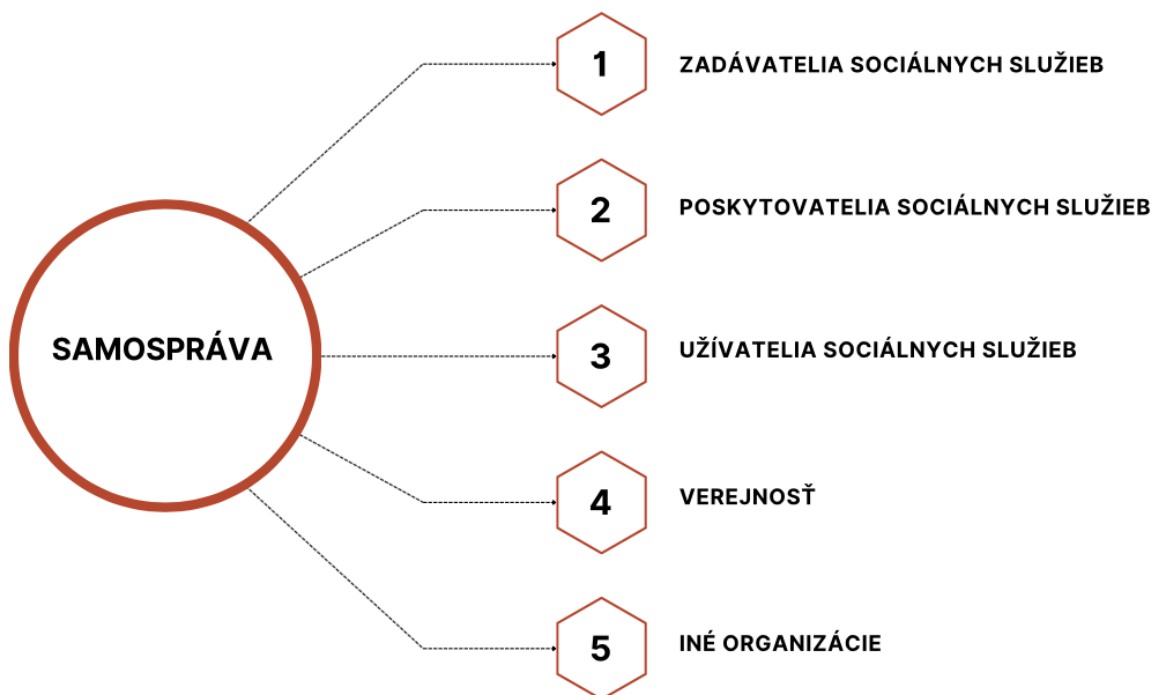 SAMOSPRÁVA
1
ZADÁVATELIA SOCIÁLNYCH SLUŽIEB
2
POSKYTOVATELIA SOCIÁLNYCH SLUŽIEB
3
UŽÍVATELIA SOCIÁLNYCH SLUŽIEB
4
VEREJNOSŤ
5
INÉ ORGANIZÁCIE